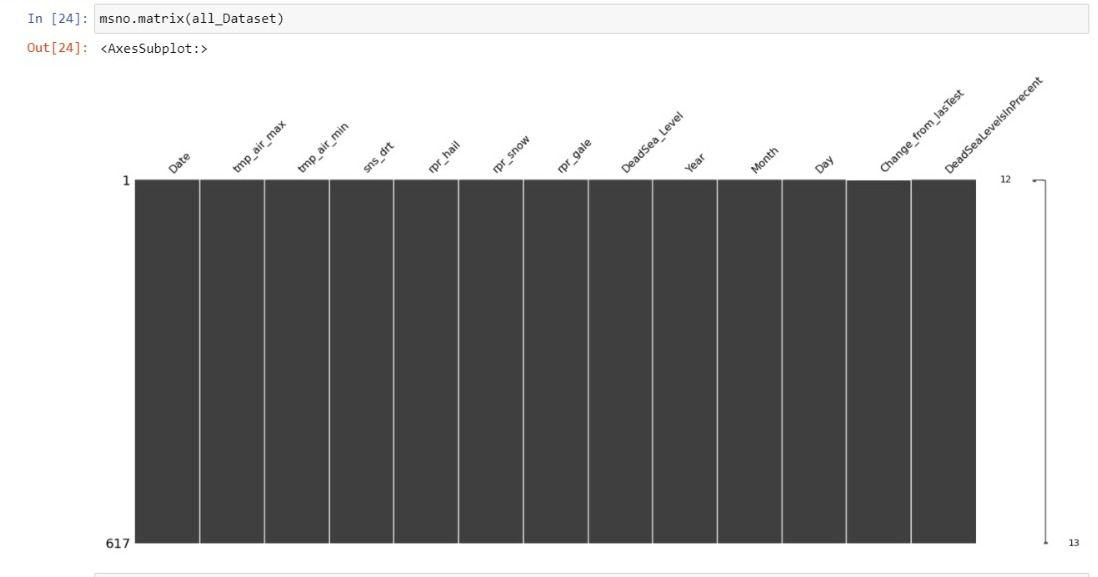 In [24]: msno.matrix(all_Dataset)
Out[24]: <AxesSubplot:>
Date tmp_air_max tmp_air_min sns_drt rpr_hail rpr_snow rpr_gale DeadSea_Level Year Month Day Change_from_lasTest DeadSeaLevelsInPrecent
1 12
617 13